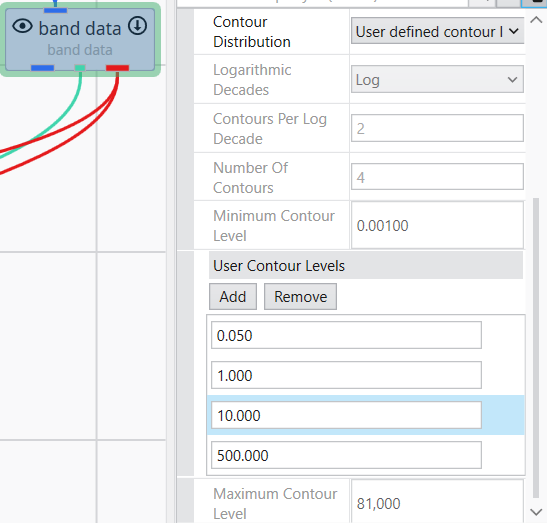 band data
band data
Contour
Distribution
User defined contour l
Logarithmic
Decades
Log
Contours Per Log
Decade
2
Number Of
Contours
4
Minimum Contour
Level
0.00100
User Contour Levels
Add
Remove
0.050
1.000
10.000
500.000
Maximum Contour
Level
81,000